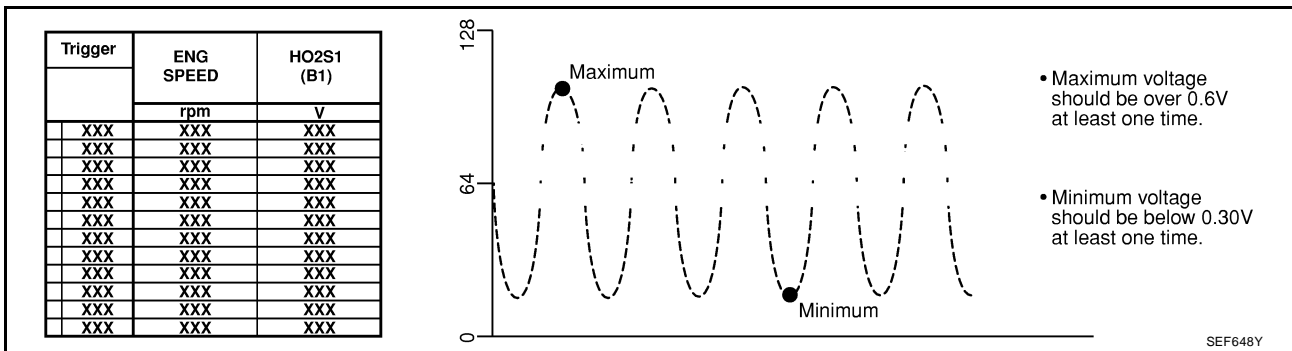 Trigger
ENG
SPEED
HO2S1
(B1)
rpm
V
XXX XXX XXX
XXX XXX XXX
XXX XXX XXX
XXX XXX XXX
XXX XXX XXX
XXX XXX XXX
XXX XXX XXX
XXX XXX XXX
XXX XXX XXX
XXX XXX XXX
XXX XXX XXX
XXX XXX XXX
128
64
0
Maximum
Minimum
• Maximum voltage
should be over 0.6V
at least one time.
• Minimum voltage
should be below 0.30V
at least one time.
SEF648Y